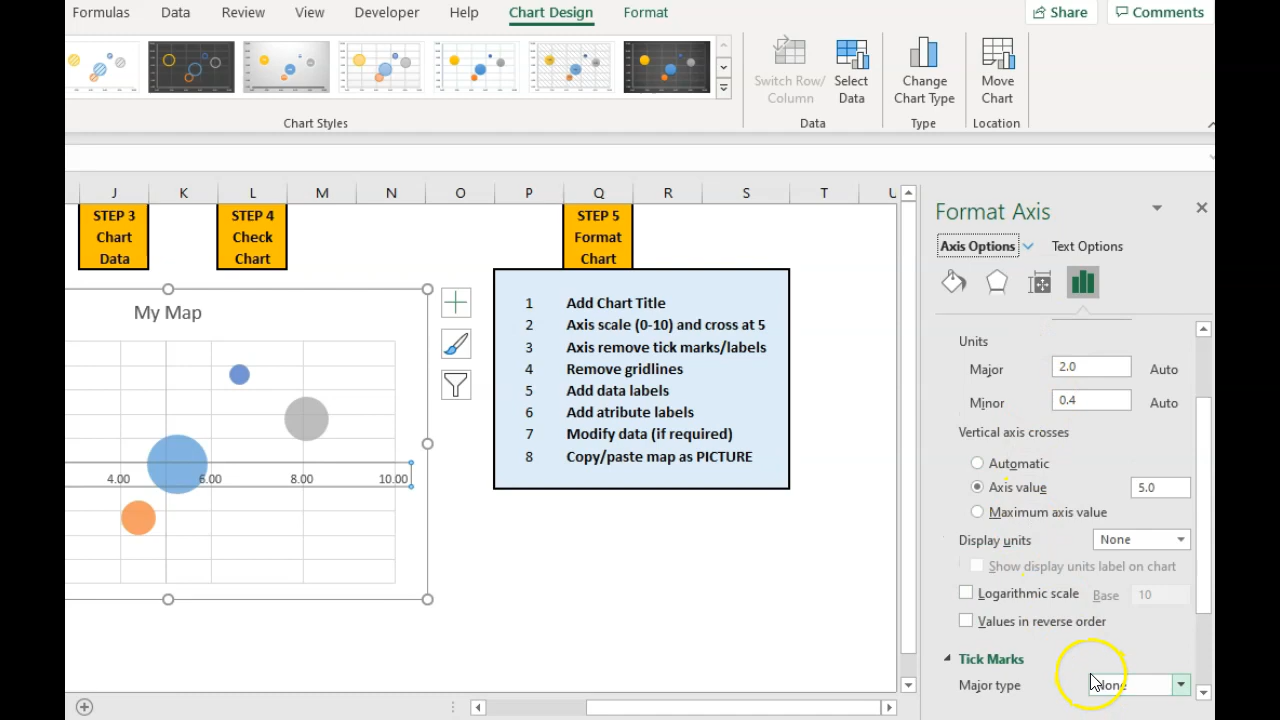 Formulas Data Review View Developer Help Chart Design Format Share Comments
Switch Row/ Column
Select Data
Change Chart Type
Move Chart
Chart Styles Data Type Location
J K L M N O P Q R S T U
STEP 3
Chart
Data
STEP 4
Check
Chart
STEP 5
Format
Chart
My Map
4.00 6.00 8.00 10.00
1 Add Chart Title
2 Axis scale (0-10) and cross at 5
3 Axis remove tick marks/labels
4 Remove gridlines
5 Add data labels
6 Add atribute labels
7 Modify data (if required)
8 Copy/paste map as PICTURE
Format Axis
Axis Options Text Options
Units
Major 2.0 Auto
Minor 0.4 Auto
Vertical axis crosses
Automatic
Axis value 5.0
Maximum axis value
Display units None
Show display units label on chart
Logarithmic scale Base 10
Values in reverse order
Tick Marks
Major type None